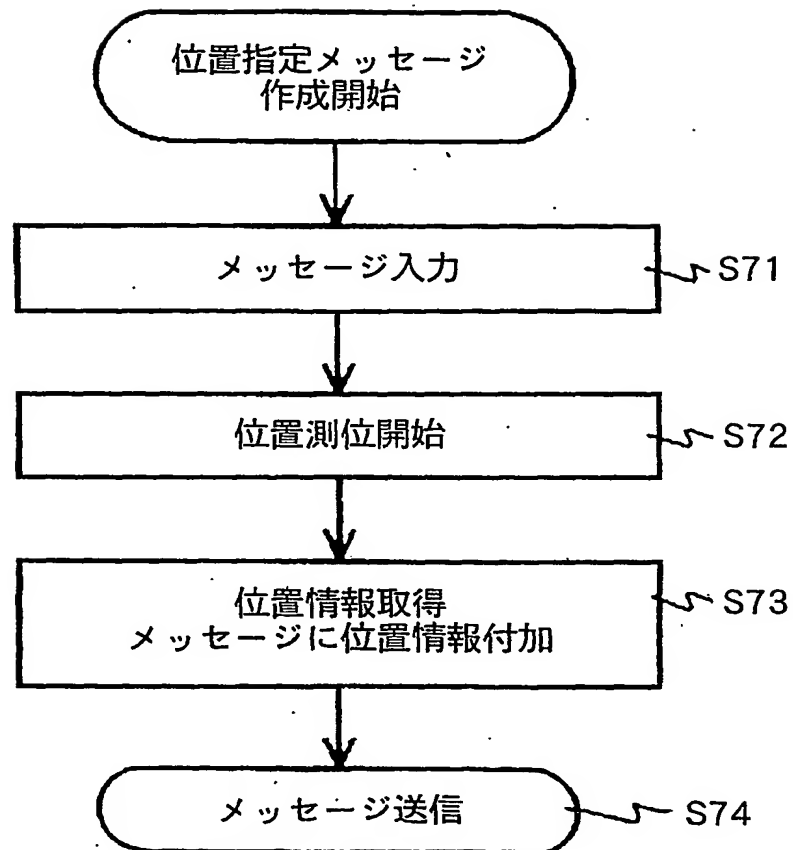 位置指定メッセージ
作成開始
メッセージ入力
S71
位置測位開始
S72
位置情報取得
メッセージに位置情報付加
S73
メッセージ送信
S74